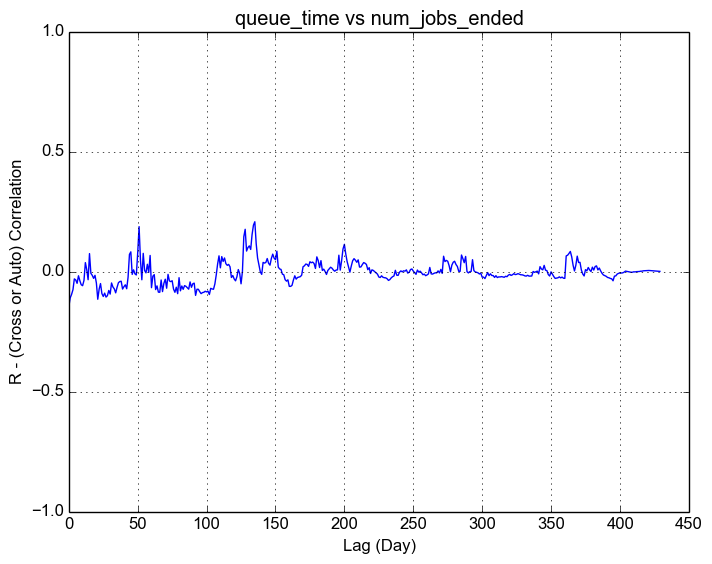 queue_time vs num_jobs_ended
1.0
0.5
0.0
−0.5
−1.0
R - (Cross or Auto) Correlation
0 50 100 150 200 250 300 350 400 450
Lag (Day)